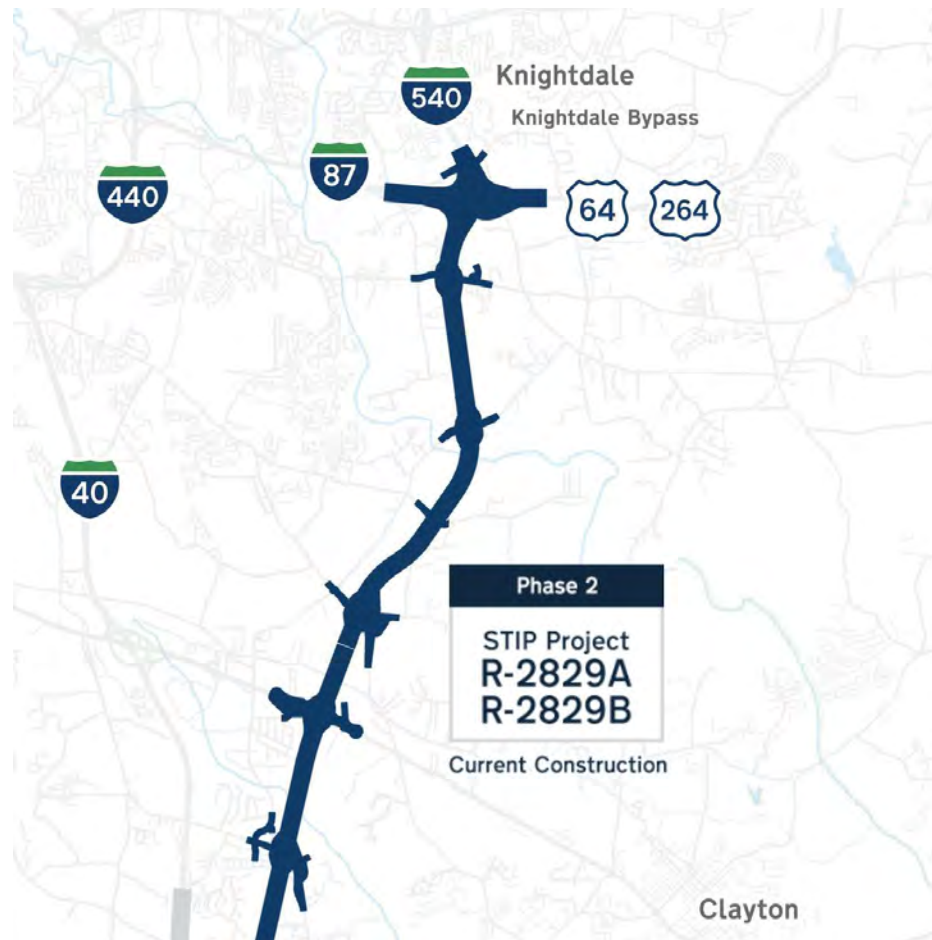 Knightdale
540
Knightdale Bypass
87
440
64
264
40
Phase 2
STIP Project
R-2829A
R-2829B
Current Construction
Clayton